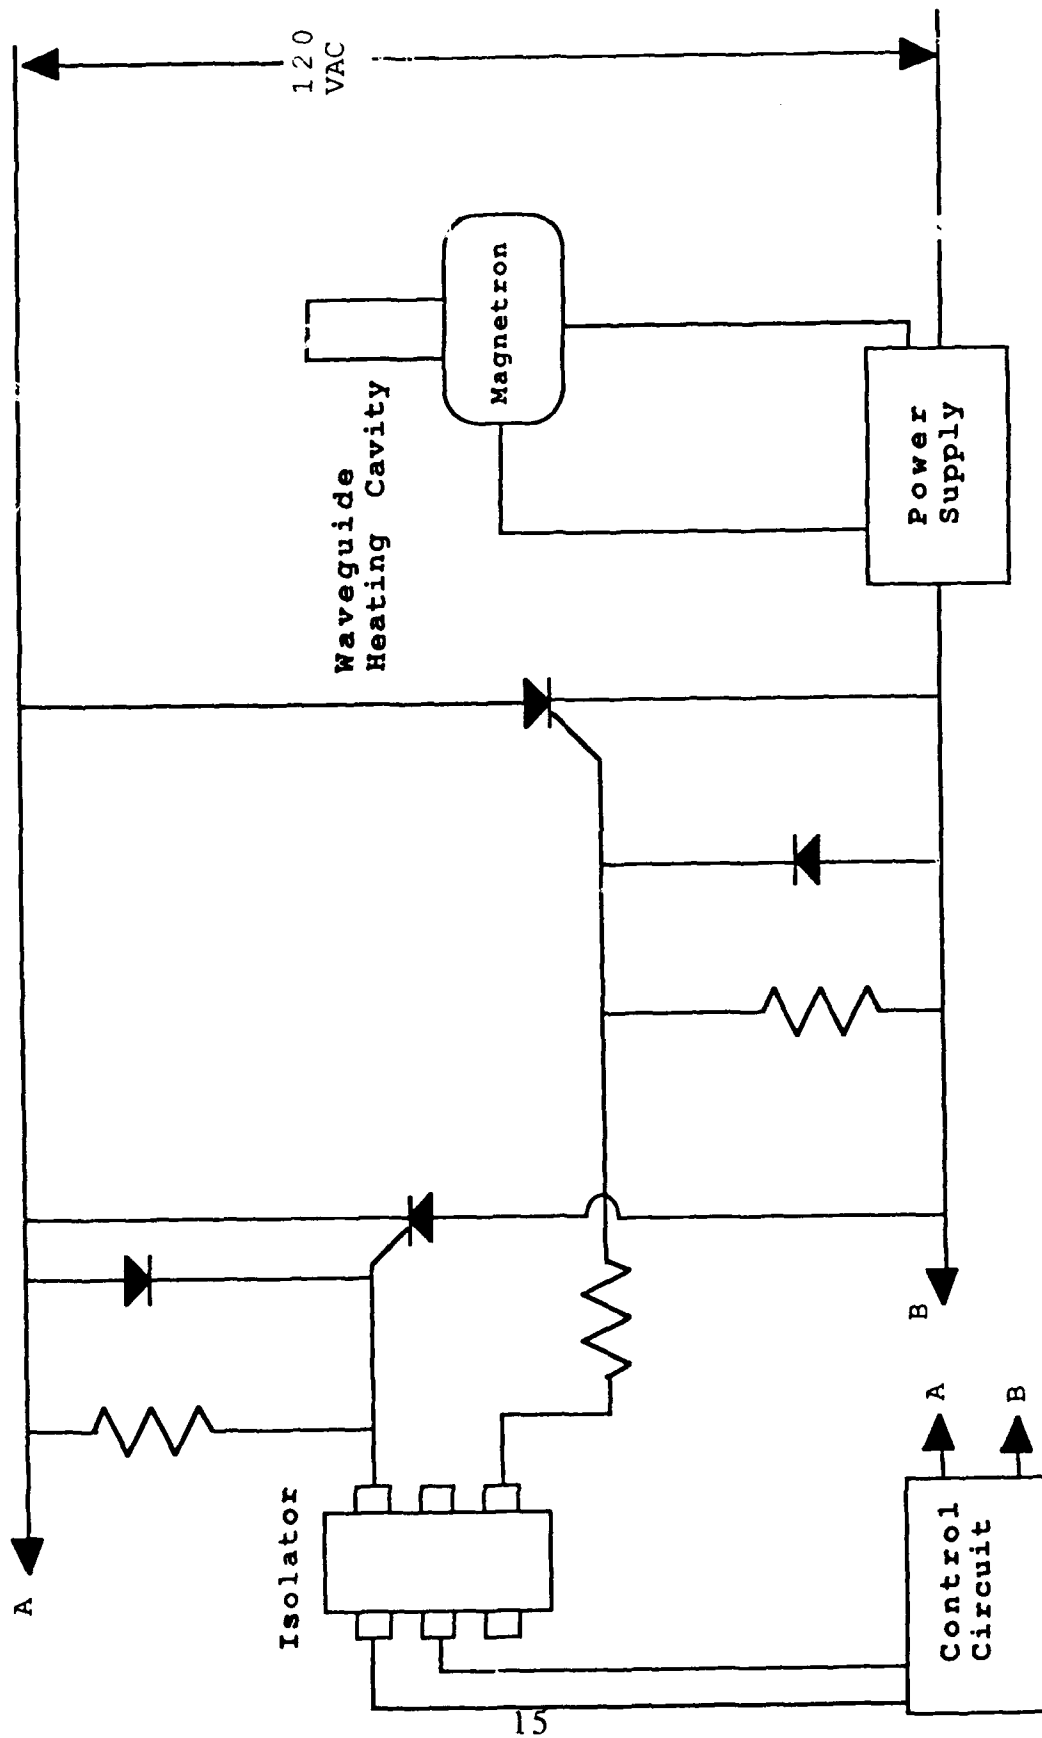 120
VAC
Magnetron
Waveguide
Heating Cavity
Power
Supply
A
Isolator
B
A
B
Control
Circuit
15